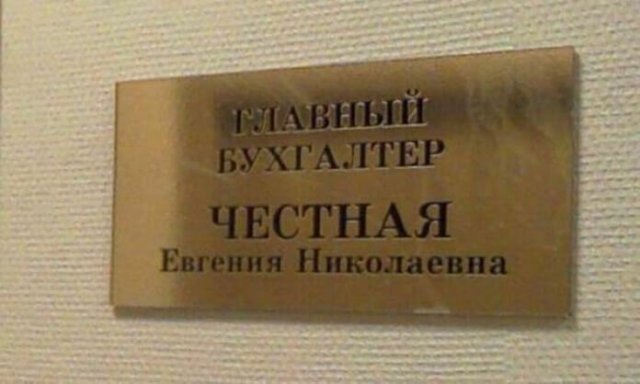 ГЛАВНЫЙ
БУХГАЛТЕР
ЧЕСТНАЯ
Евгения Николаевна